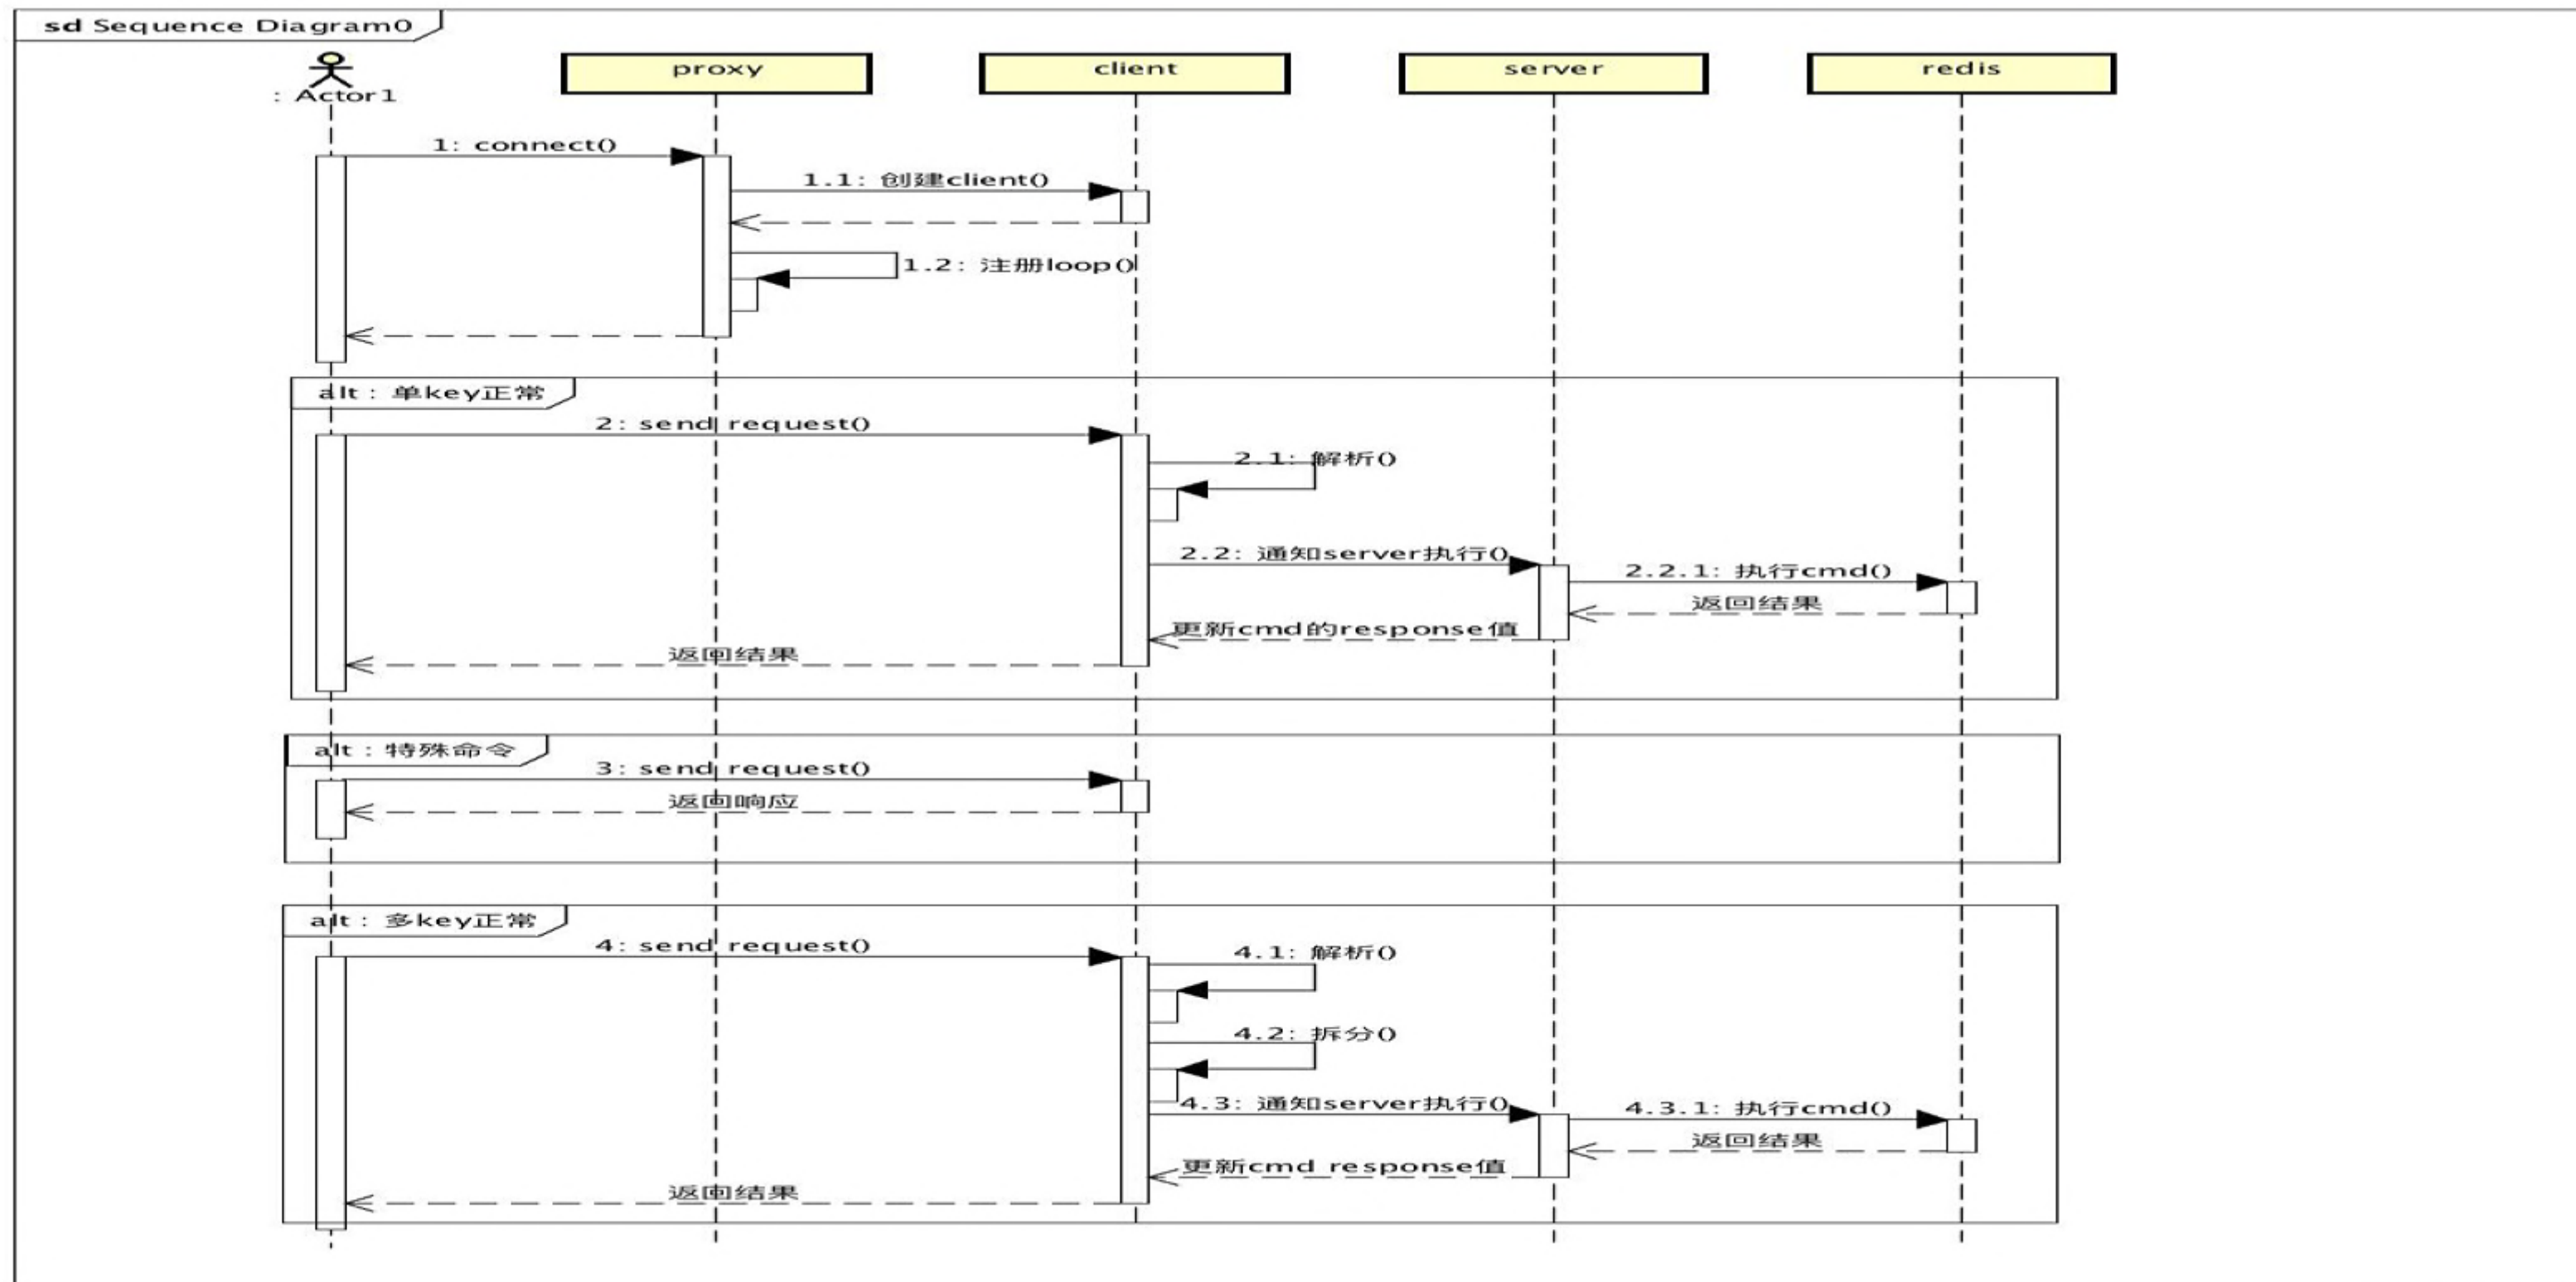 sd Sequence Diagram0
: Actor1
proxy
client
server
redis
1: connect()
1.1: 创建client()
1.2: 注册loop()
alt : 单key正常
2: send request()
2.1: 解析()
2.2: 通知server执行()
2.2.1: 执行cmd()
返回结果
更新cmd的response值
返回结果
alt : 特殊命令
3: send request()
返回响应
alt : 多key正常
4: send request()
4.1: 解析()
4.2: 拆分()
4.3: 通知server执行()
4.3.1: 执行cmd()
返回结果
更新cmd response值
返回结果